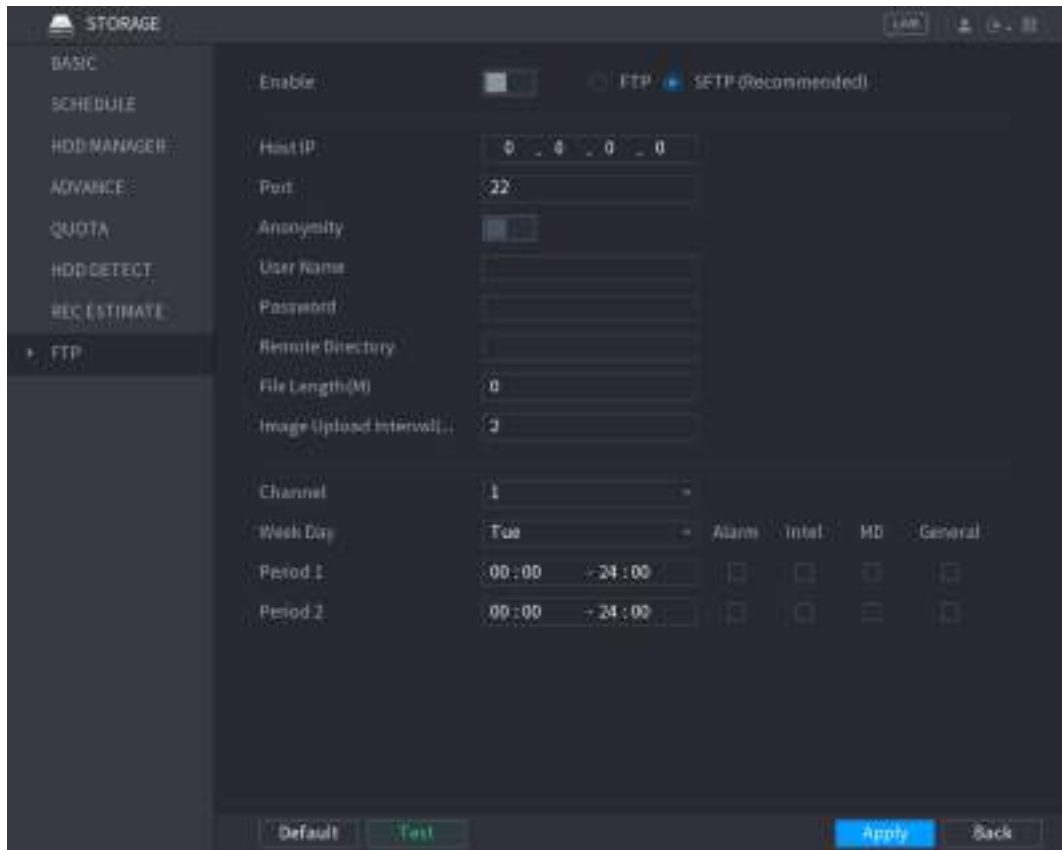 STORAGE LIVE
BASIC
SCHEDULE
HDD MANAGER
ADVANCE
QUOTA
HDD DETECT
REC ESTIMATE
FTP
Enable FTP SFTP (Recommended)
Host IP 0 . 0 . 0 . 0
Port 22
Anonymity
User Name
Password
Remote Directory
File Length(M) 0
Image Upload Interval(... 2
Channel 1
Week Day Tue Alarm Intel MD General
Period 1 00 : 00 - 24 : 00
Period 2 00 : 00 - 24 : 00
Default Test Apply Back